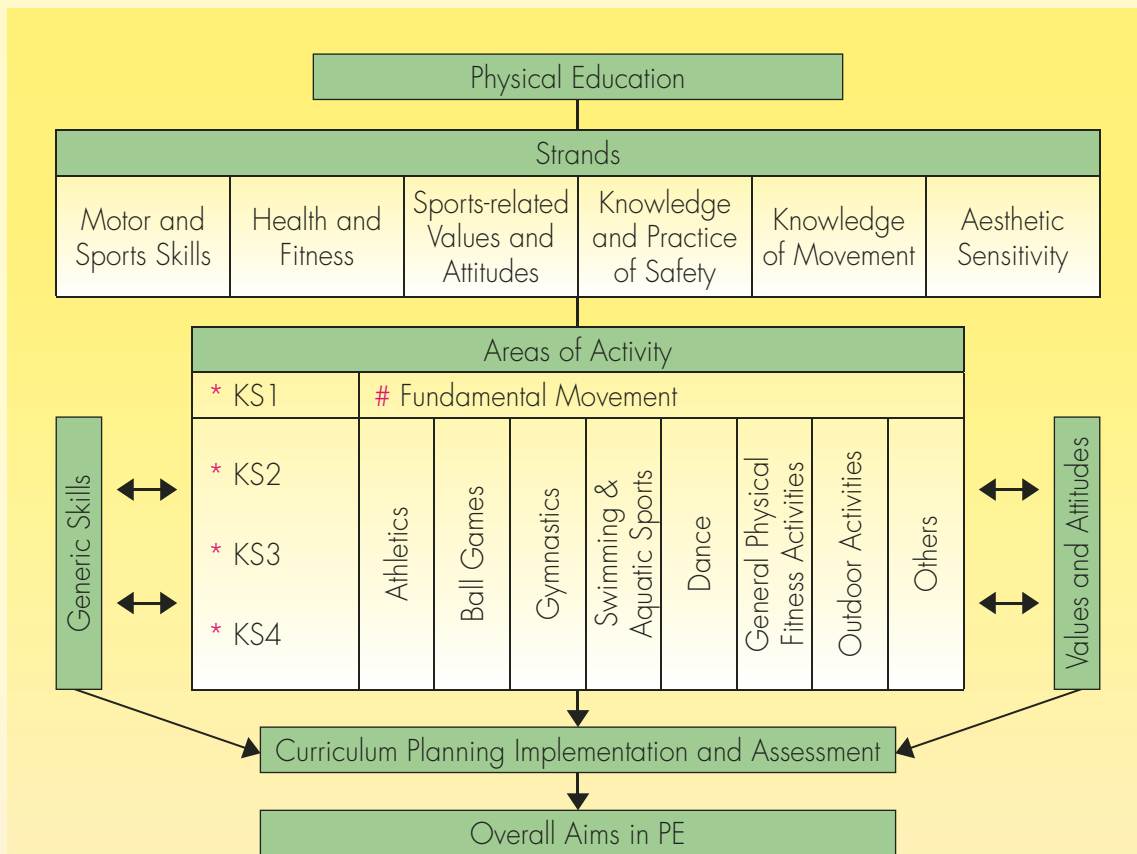 Physical Education
Strands
Motor and
Sports Skills
Health and
Fitness
Sports-related
Values and
Attitudes
Knowledge
and Practice
of Safety
Knowledge
of Movement
Aesthetic
Sensitivity
Areas of Activity
* KS1
# Fundamental Movement
* KS2
* KS3
* KS4
Athletics
Ball Games
Gymnastics
Swimming &
Aquatic Sports
Dance
General Physical
Fitness Activities
Outdoor Activities
Others
Generic Skills
Values and Attitudes
Curriculum Planning Implementation and Assessment
Overall Aims in PE